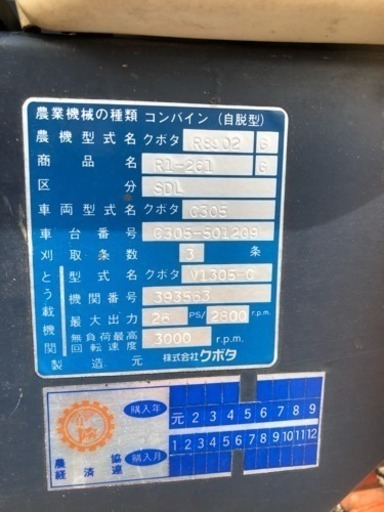 農業機械の種類 コンバイン(自脱型)
農機型式名 クボタ R8902 6
商品名 R1-261 6
区分 SDL
車両型式名 クボタ C305
車台番号 C305-501209
刈取条数 3 条
とう載機関
型式名 クボタ V1305-C
機関番号 393563
最大出力 26 PS/2800 r.p.m.
無負荷最高回転速度 3000 r.p.m.
製造元 株式会社クボタ
購入年 元 2 3 4 5 6 7 8 9
購入月 1 2 3 4 5 6 7 8 9 10 11 12
農協
経済連